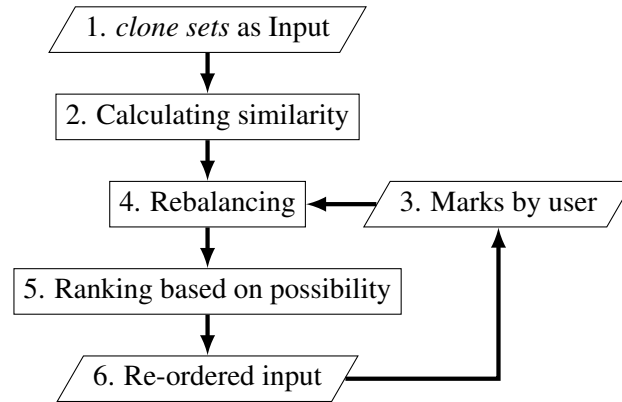 1. clone sets as Input
2. Calculating similarity
4. Rebalancing
3. Marks by user
5. Ranking based on possibility
6. Re-ordered input